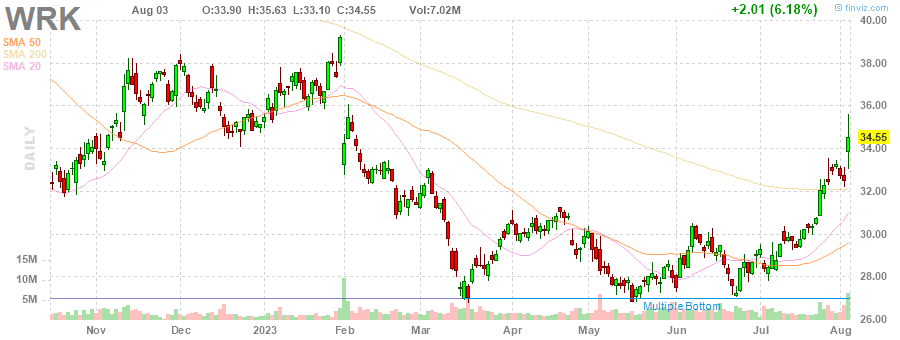 WRK Aug 03 O:33.90 H:35.63 L:33.10 C:34.55 Vol:7.02M +2.01 (6.18%) © finviz.com
SMA 50
SMA 200
SMA 20
DAILY
40.00
38.00
36.00
34.55
34.00
32.00
30.00
28.00
26.00
15M
10M
5M
Multiple Bottom
Nov Dec 2023 Feb Mar Apr May Jun Jul Aug